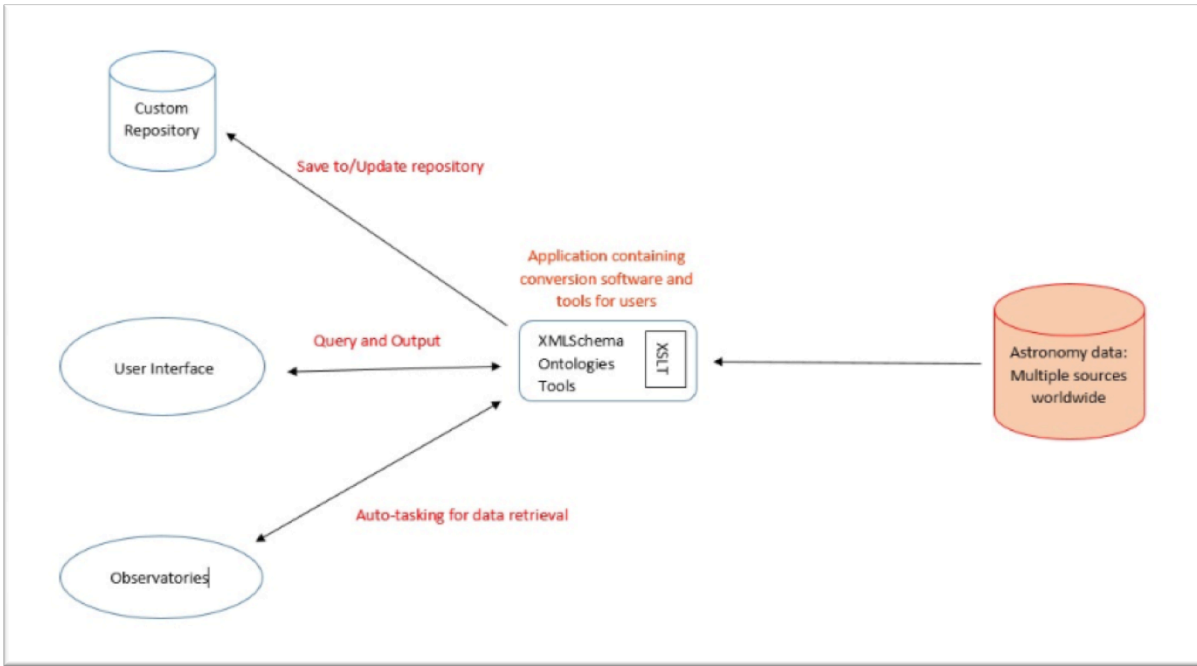 Custom
Repository
Save to/Update repository
Application containing
conversion software and
tools for users
XMLSchema
Ontologies
Tools
XSLT
Query and Output
User Interface
Astronomy data:
Multiple sources
worldwide
Auto-tasking for data retrieval
Observatories